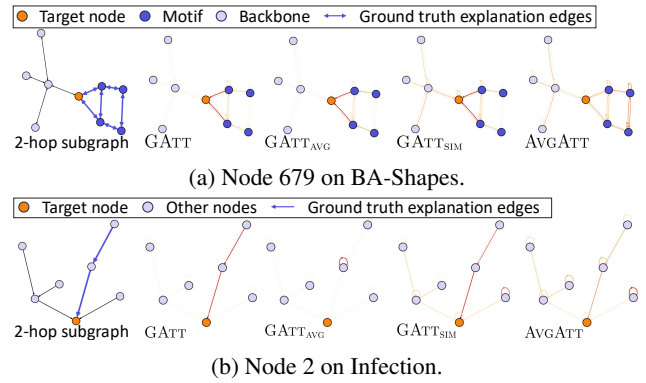 Target node Motif Backbone Ground truth explanation edges
2-hop subgraph GATT GATTAVG GATTSIM AVGATT
(a) Node 679 on BA-Shapes.
Target node Other nodes Ground truth explanation edges
2-hop subgraph GATT GATTAVG GATTSIM AVGATT
(b) Node 2 on Infection.